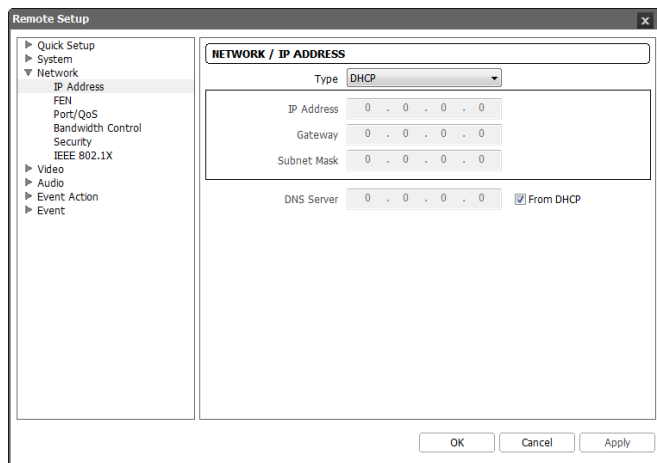 Remote Setup
x
Quick Setup
System
Network
IP Address
FEN
Port/QoS
Bandwidth Control
Security
IEEE 802.1X
Video
Audio
Event Action
Event
NETWORK / IP ADDRESS
Type DHCP
IP Address 0 . 0 . 0 . 0
Gateway 0 . 0 . 0 . 0
Subnet Mask 0 . 0 . 0 . 0
DNS Server 0 . 0 . 0 . 0 From DHCP
OK Cancel Apply